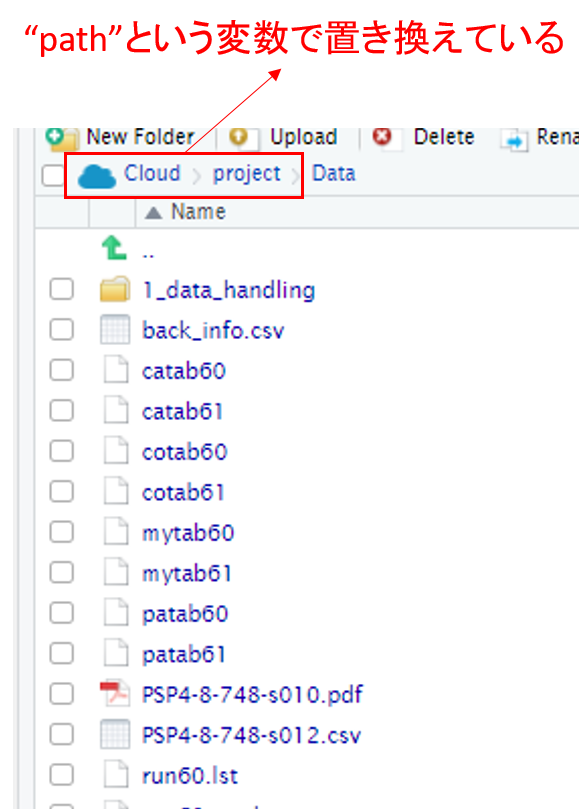 “path”という変数で置き換えている
New Folder Upload Delete Rena
Cloud project Data
Name
..
1_data_handling
back_info.csv
catab60
catab61
cotab60
cotab61
mytab60
mytab61
patab60
patab61
PSP4-8-748-s010.pdf
PSP4-8-748-s012.csv
run60.lst